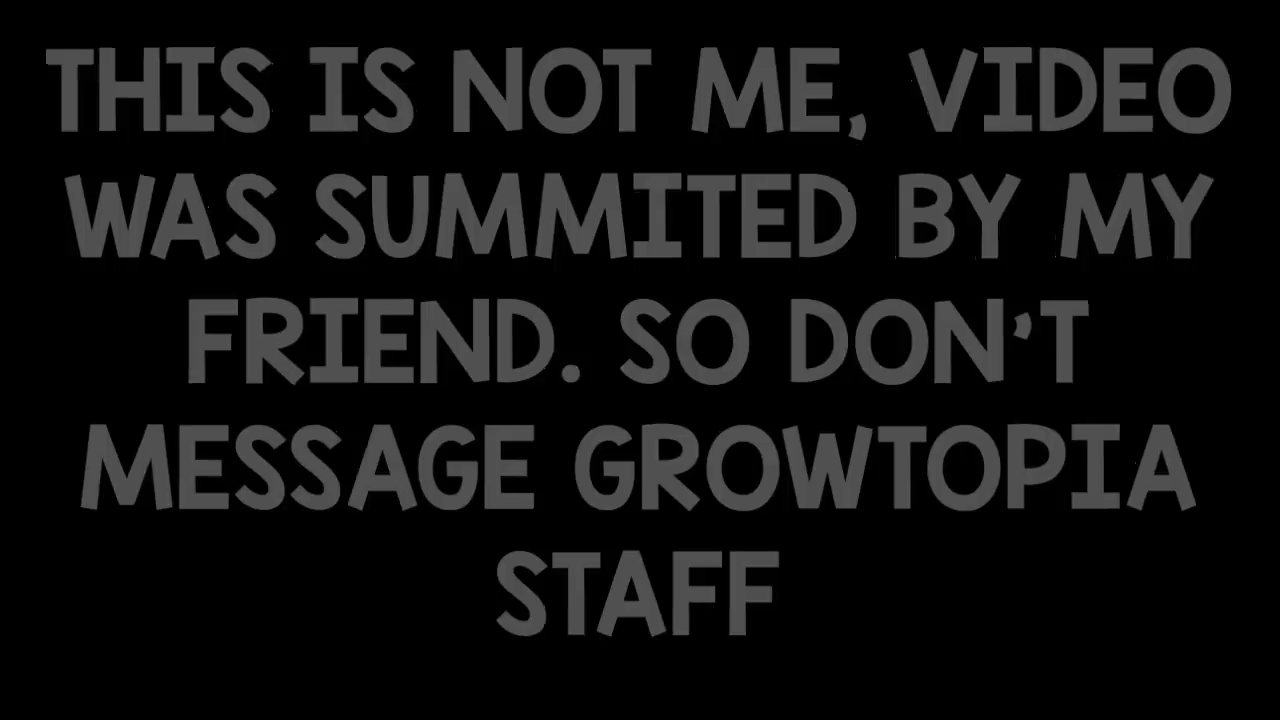 THIS IS NOT ME, VIDEO
WAS SUMMITED BY MY
FRIEND. SO DON'T
MESSAGE GROWTOPIA
STAFF